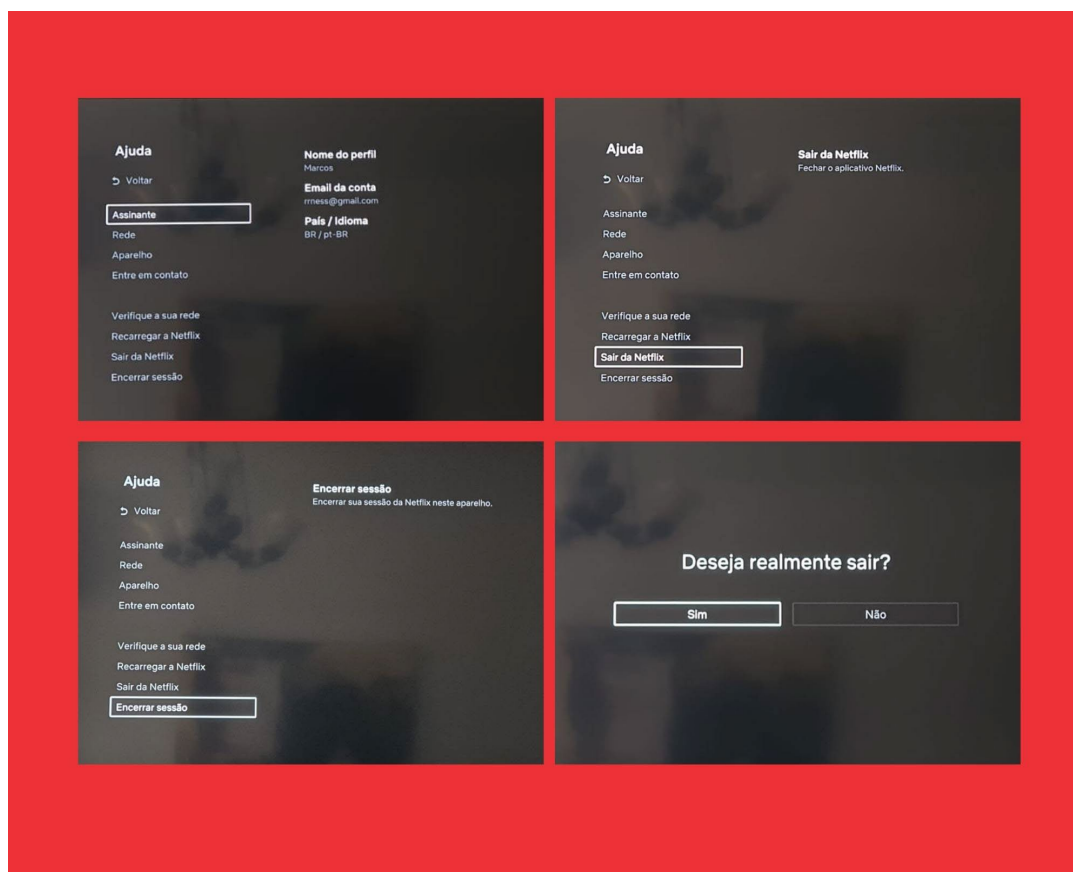 Ajuda
Voltar
Assinante
Rede
Aparelho
Entre em contato
Verifique a sua rede
Recarregar a Netflix
Sair da Netflix
Encerrar sessão
Nome do perfil
Marcos
Email da conta
rrness@gmail.com
País / Idioma
BR / pt-BR
Ajuda
Voltar
Assinante
Rede
Aparelho
Entre em contato
Verifique a sua rede
Recarregar a Netflix
Sair da Netflix
Encerrar sessão
Sair da Netflix
Fechar o aplicativo Netflix.
Ajuda
Voltar
Assinante
Rede
Aparelho
Entre em contato
Verifique a sua rede
Recarregar a Netflix
Sair da Netflix
Encerrar sessão
Encerrar sessão
Encerrar sua sessão da Netflix neste aparelho.
Deseja realmente sair?
Sim
Não